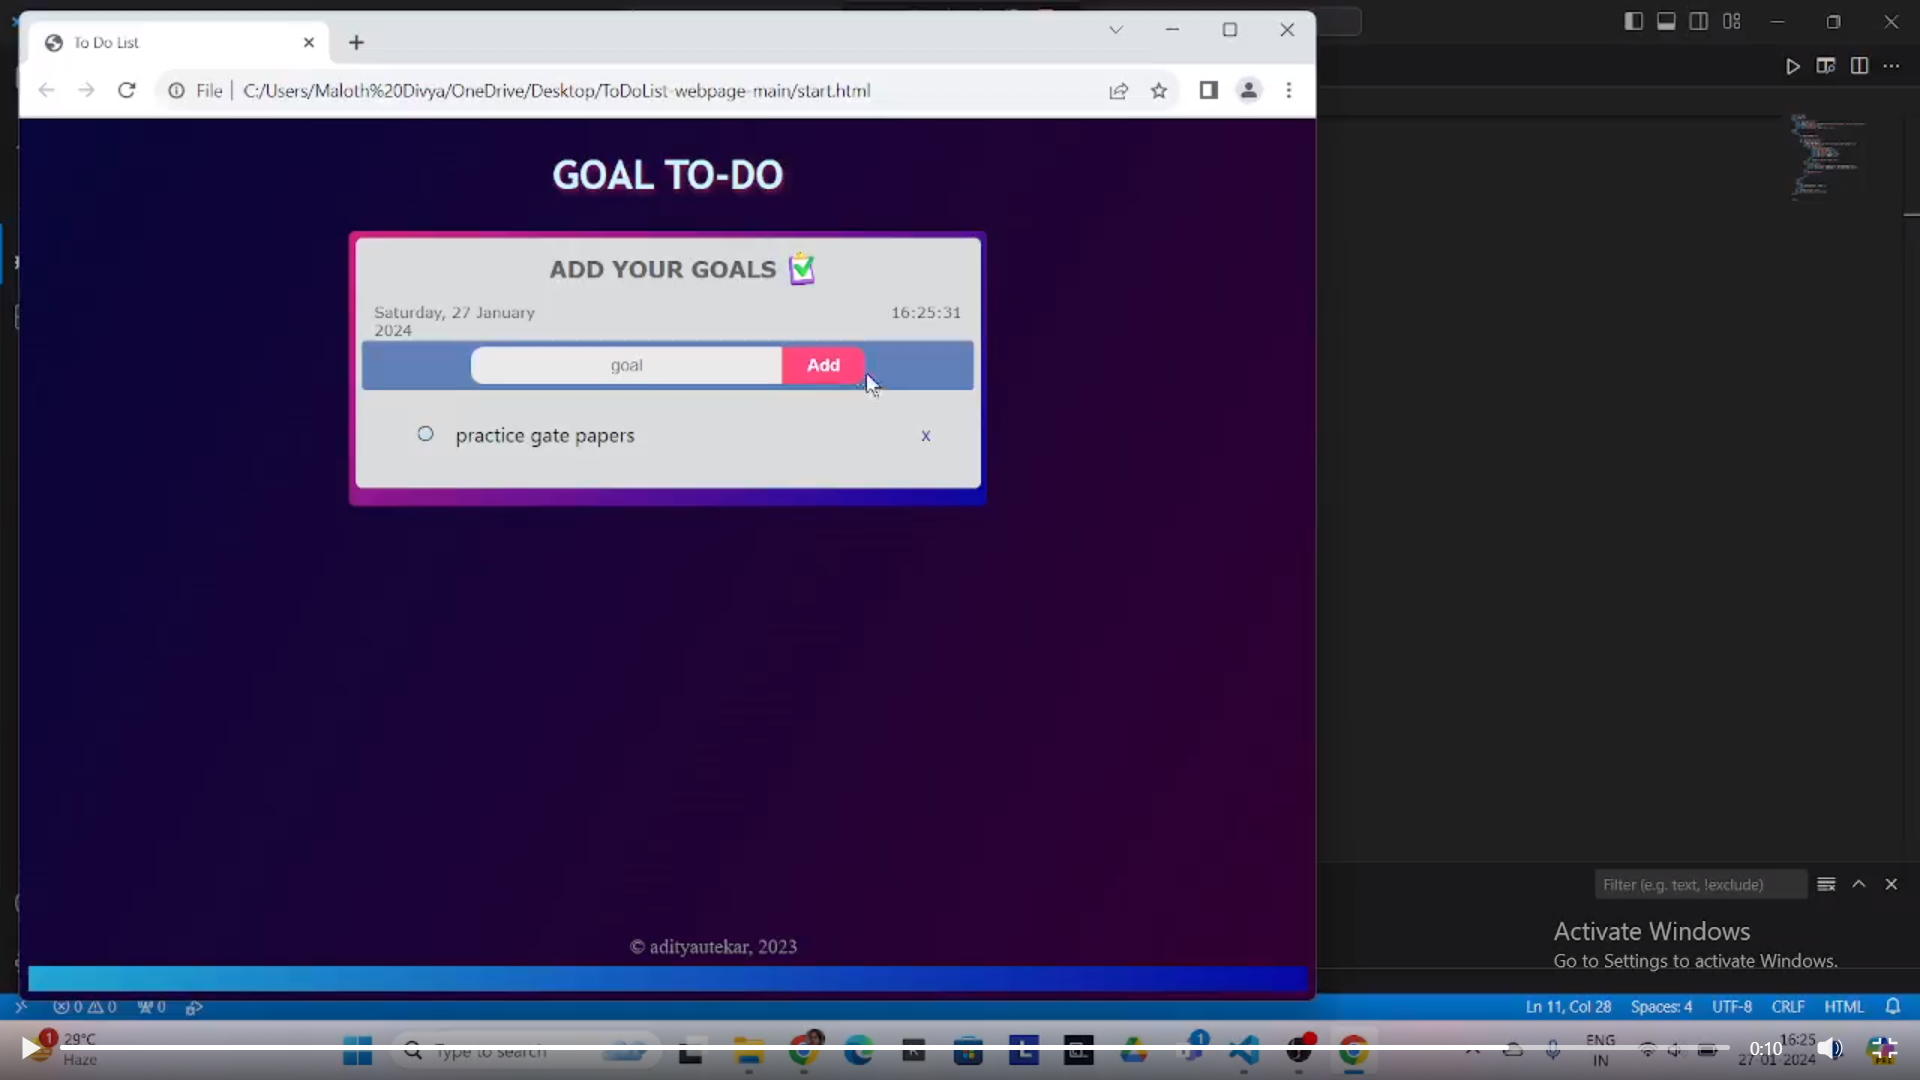 To Do List
File | C:/Users/Maloth%20Divya/OneDrive/Desktop/ToDoList-webpage-main/start.html
GOAL TO-DO
ADD YOUR GOALS
Saturday, 27 January
2024
16:25:31
goal
Add
practice gate papers
x
© adityautekar, 2023
Filter (e.g. text, !exclude)
Activate Windows
Go to Settings to activate Windows.
0 0 0
Ln 11, Col 28
Spaces: 4
UTF-8
CRLF
HTML
1
29°C
Haze
Type to search
1
ENG
IN
0:10
16:25
27-01-2024